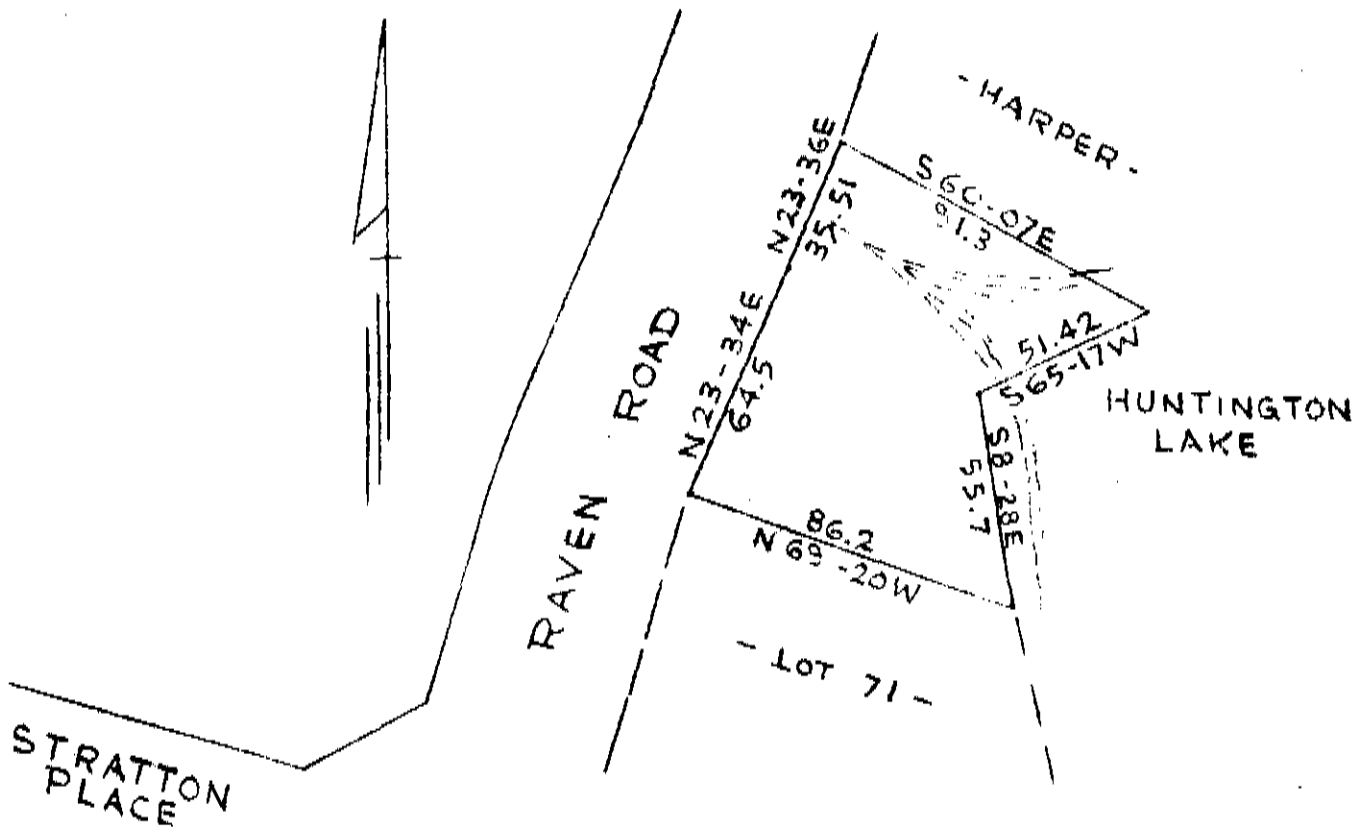 - HARPER -
N23-36E
35.51
S60-07E
91.3
N23-34E
64.5
51.42
S65-17W
HUNTINGTON
LAKE
S8-28E
55.7
86.2
N69-20W
RAVEN ROAD
- LOT 71 -
STRATTON
PLACE